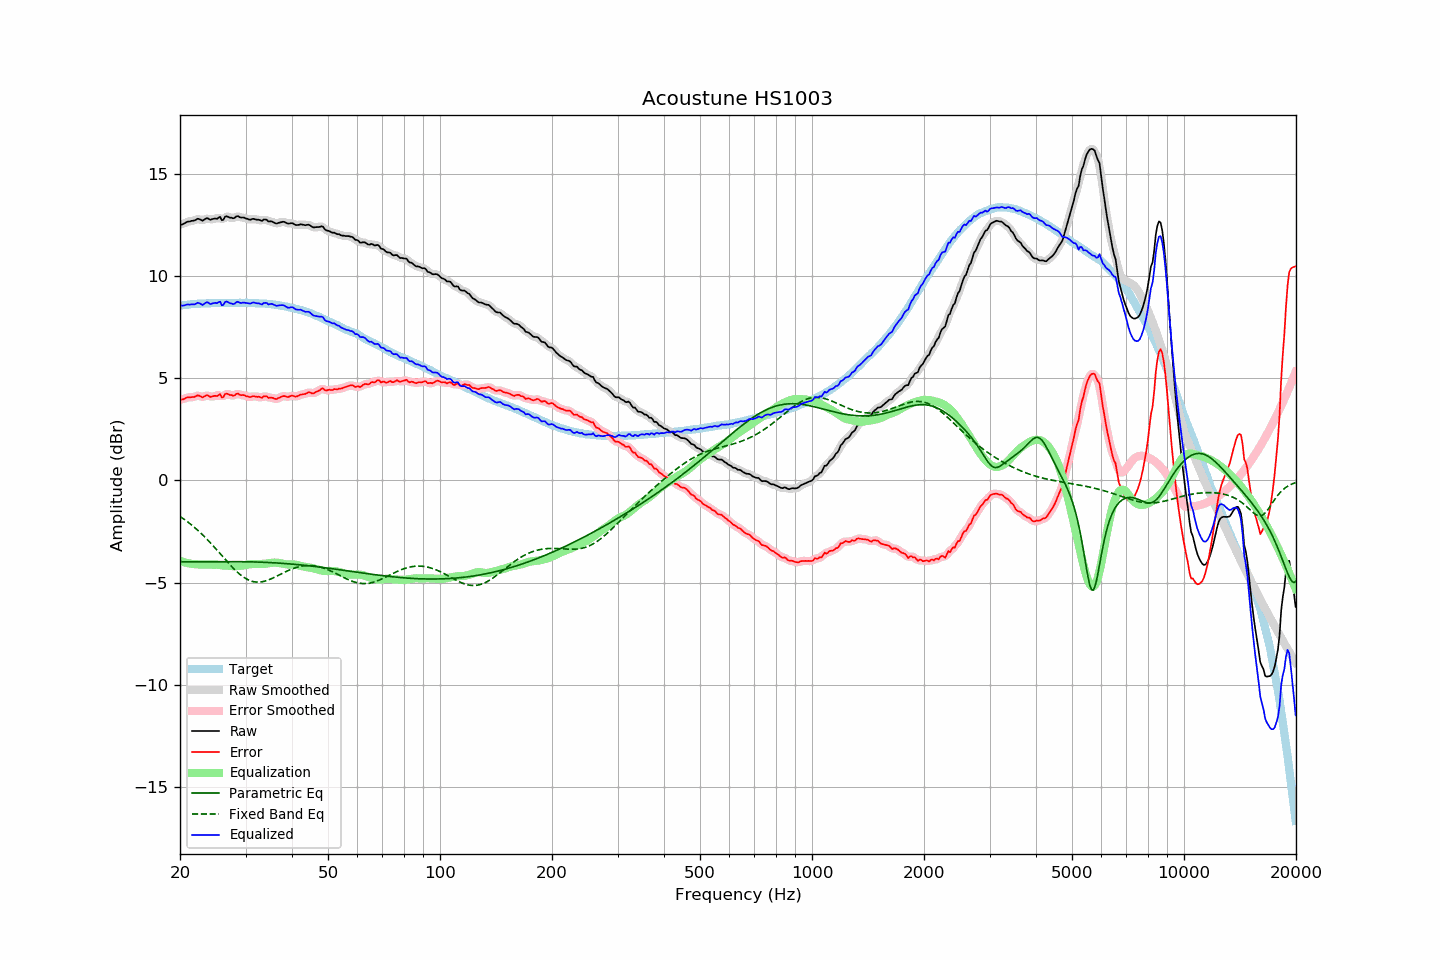 Acoustune HS1003
Amplitude (dBr)
15
10
5
0
−5
−10
−15
Target
Raw Smoothed
Error Smoothed
Raw
Error
Equalization
Parametric Eq
Fixed Band Eq
Equalized
20 50 100 200 500 1000 2000 5000 10000 20000
Frequency (Hz)